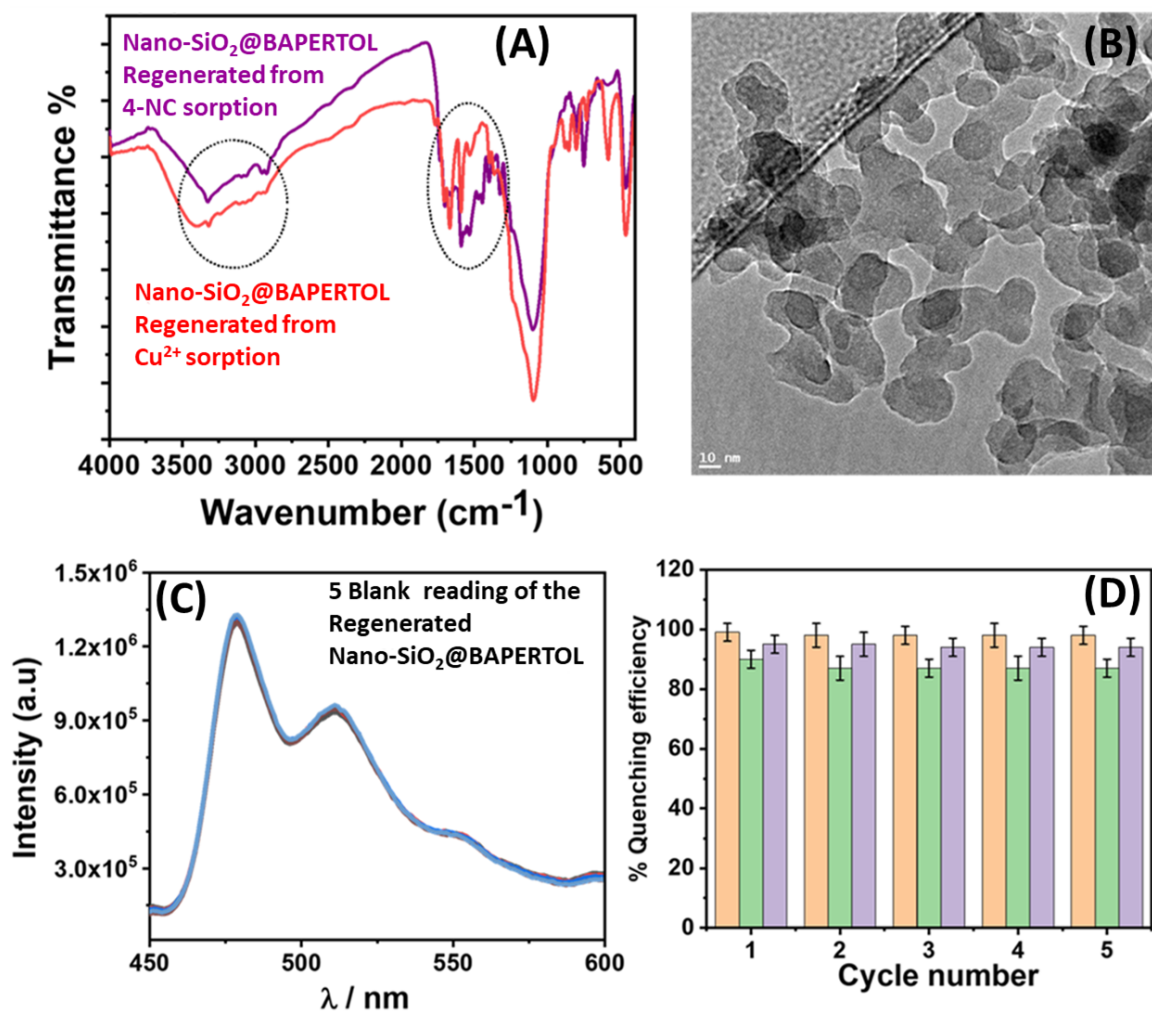 (A)
Nano-SiO₂@BAPERTOL
Regenerated from
4-NC sorption
Nano-SiO₂@BAPERTOL
Regenerated from
Cu²⁺ sorption
Transmittance %
4000 3500 3000 2500 2000 1500 1000 500
Wavenumber (cm⁻¹)
(B)
10 nm
(C)
5 Blank reading of the
Regenerated
Nano-SiO₂@BAPERTOL
1.5x10⁶
1.2x10⁶
9.0x10⁵
6.0x10⁵
3.0x10⁵
Intensity (a.u)
450 500 550 600
λ / nm
(D)
120
100
80
60
40
20
0
% Quenching efficiency
1 2 3 4 5
Cycle number